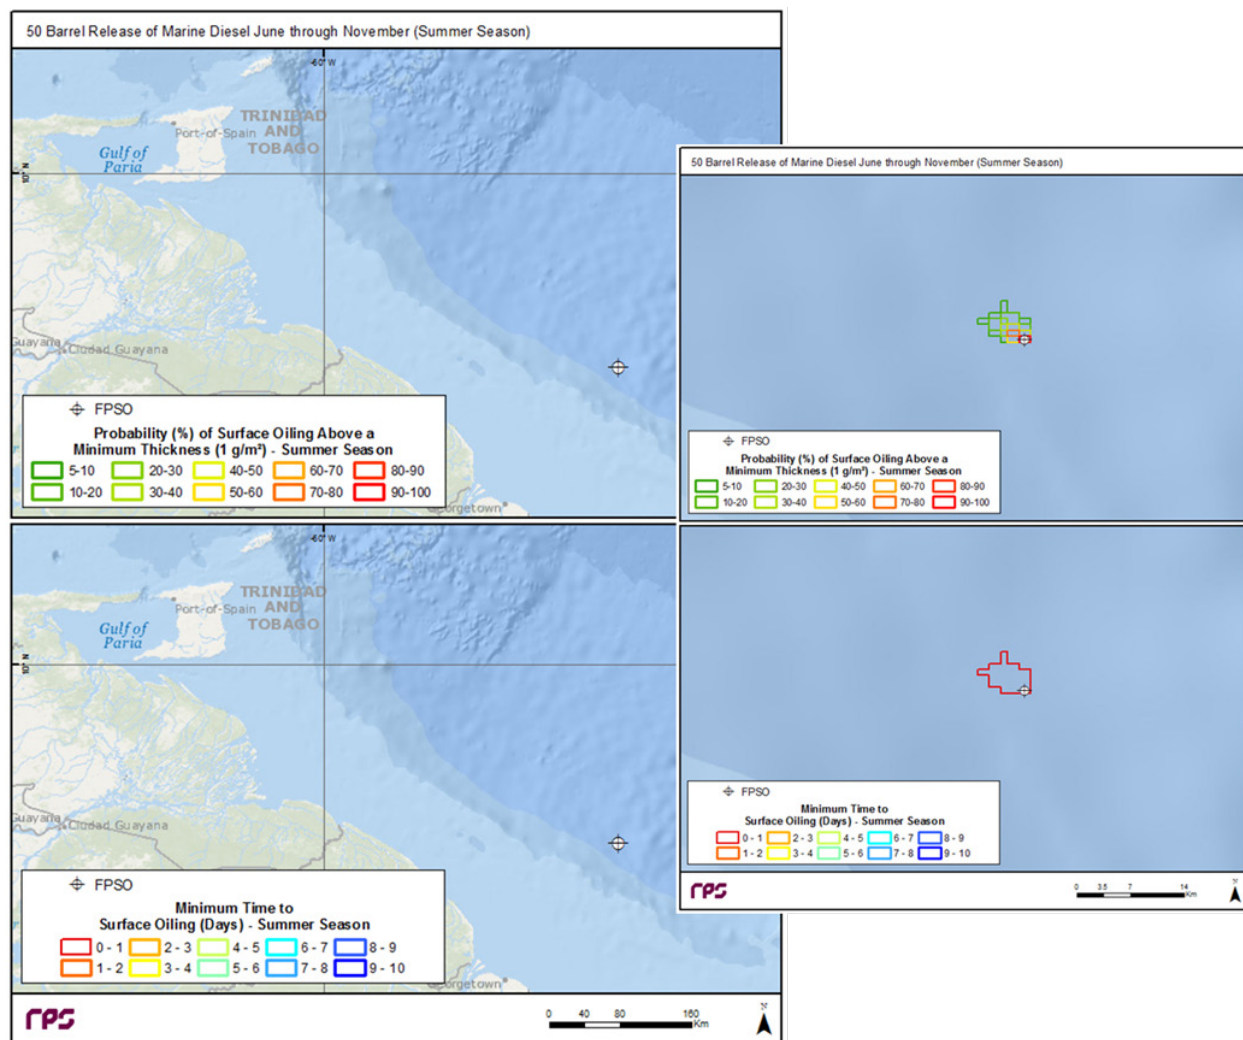 50 Barrel Release of Marine Diesel June through November (Summer Season)
60° W
TRINIDAD
AND
TOBAGO
Port-of-Spain
Gulf of
Paria
10° N
Guayana
Ciudad Guayana
FPSO
Probability (%) of Surface Oiling Above a
Minimum Thickness (1 g/m²) - Summer Season
5-10 20-30 40-50 60-70 80-90
10-20 30-40 50-60 70-80 90-100
Georgetown
50 Barrel Release of Marine Diesel June through November (Summer Season)
FPSO
Probability (%) of Surface Oiling Above a
Minimum Thickness (1 g/m²) - Summer Season
5-10 20-30 40-50 60-70 80-90
10-20 30-40 50-60 70-80 90-100
60° W
TRINIDAD
AND
TOBAGO
Port-of-Spain
Gulf of
Paria
10° N
Guayana
Ciudad Guayana
FPSO
Minimum Time to
Surface Oiling (Days) - Summer Season
0 - 1 2 - 3 4 - 5 6 - 7 8 - 9
1 - 2 3 - 4 5 - 6 7 - 8 9 - 10
Georgetown
rps
0 40 80 160
Km
N
FPSO
Minimum Time to
Surface Oiling (Days) - Summer Season
0 - 1 2 - 3 4 - 5 6 - 7 8 - 9
1 - 2 3 - 4 5 - 6 7 - 8 9 - 10
rps
0 3.5 7 14
Km
N